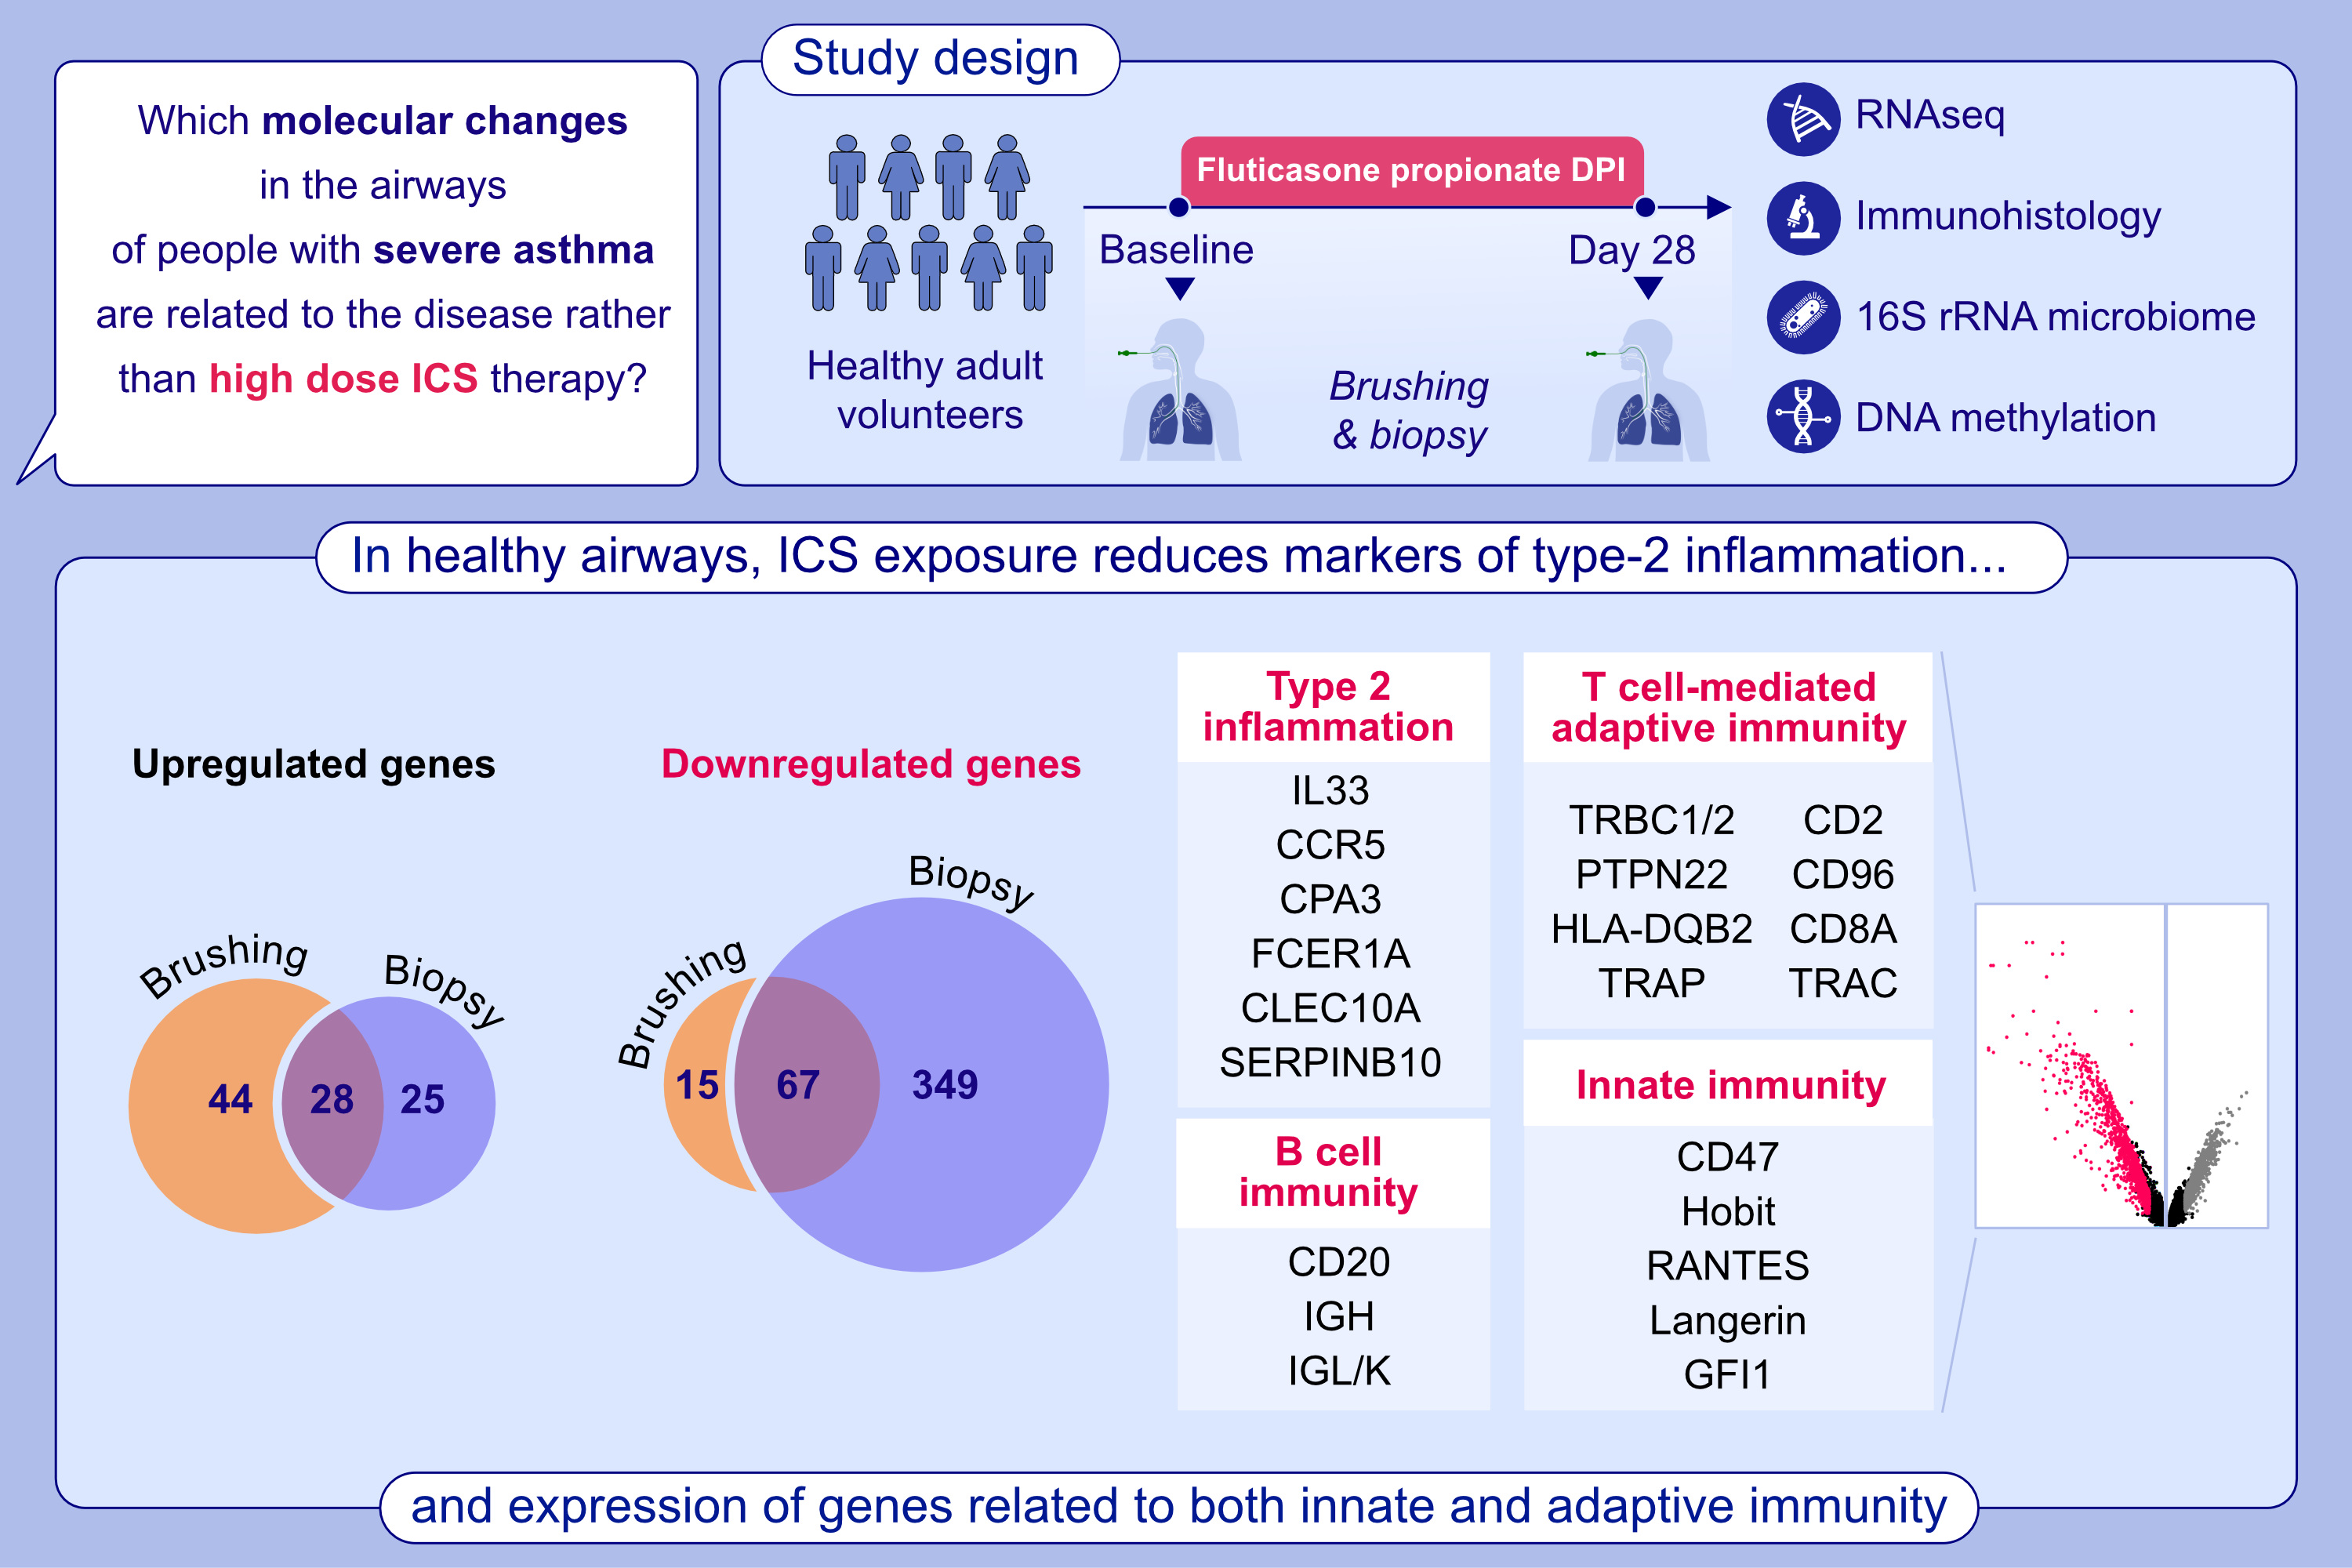 Which molecular changes
in the airways
of people with severe asthma
are related to the disease rather
than high dose ICS therapy?
Study design
Healthy adult
volunteers
Fluticasone propionate DPI
Baseline
Day 28
Brushing
& biopsy
RNAseq
Immunohistology
16S rRNA microbiome
DNA methylation
In healthy airways, ICS exposure reduces markers of type-2 inflammation...
Upregulated genes
Brushing
Biopsy
44
28
25
Downregulated genes
Brushing
Biopsy
15
67
349
Type 2
inflammation
IL33
CCR5
CPA3
FCER1A
CLEC10A
SERPINB10
B cell
immunity
CD20
IGH
IGL/K
T cell-mediated
adaptive immunity
TRBC1/2 CD2
PTPN22 CD96
HLA-DQB2 CD8A
TRAP TRAC
Innate immunity
CD47
Hobit
RANTES
Langerin
GFI1
and expression of genes related to both innate and adaptive immunity